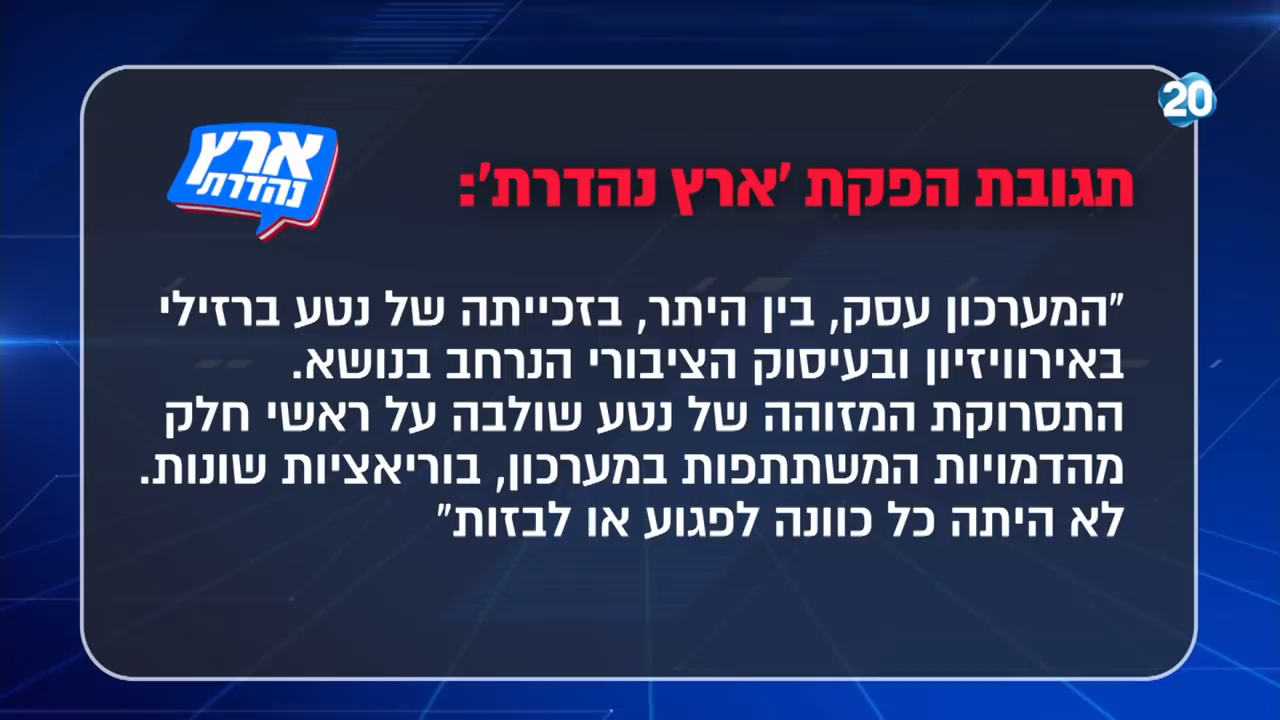 20
ארץ
נהדרת
תגובת הפקת 'ארץ נהדרת':
"המערכון עסק, בין היתר, בזכייתה של נטע ברזילי
באירוויזיון ובעיסוק הציבורי הנרחב בנושא.
התסרוקת המזוהה של נטע שולבה על ראשי חלק
מהדמויות המשתתפות במערכון, בוריאציות שונות.
לא היתה כל כוונה לפגוע או לבזות"